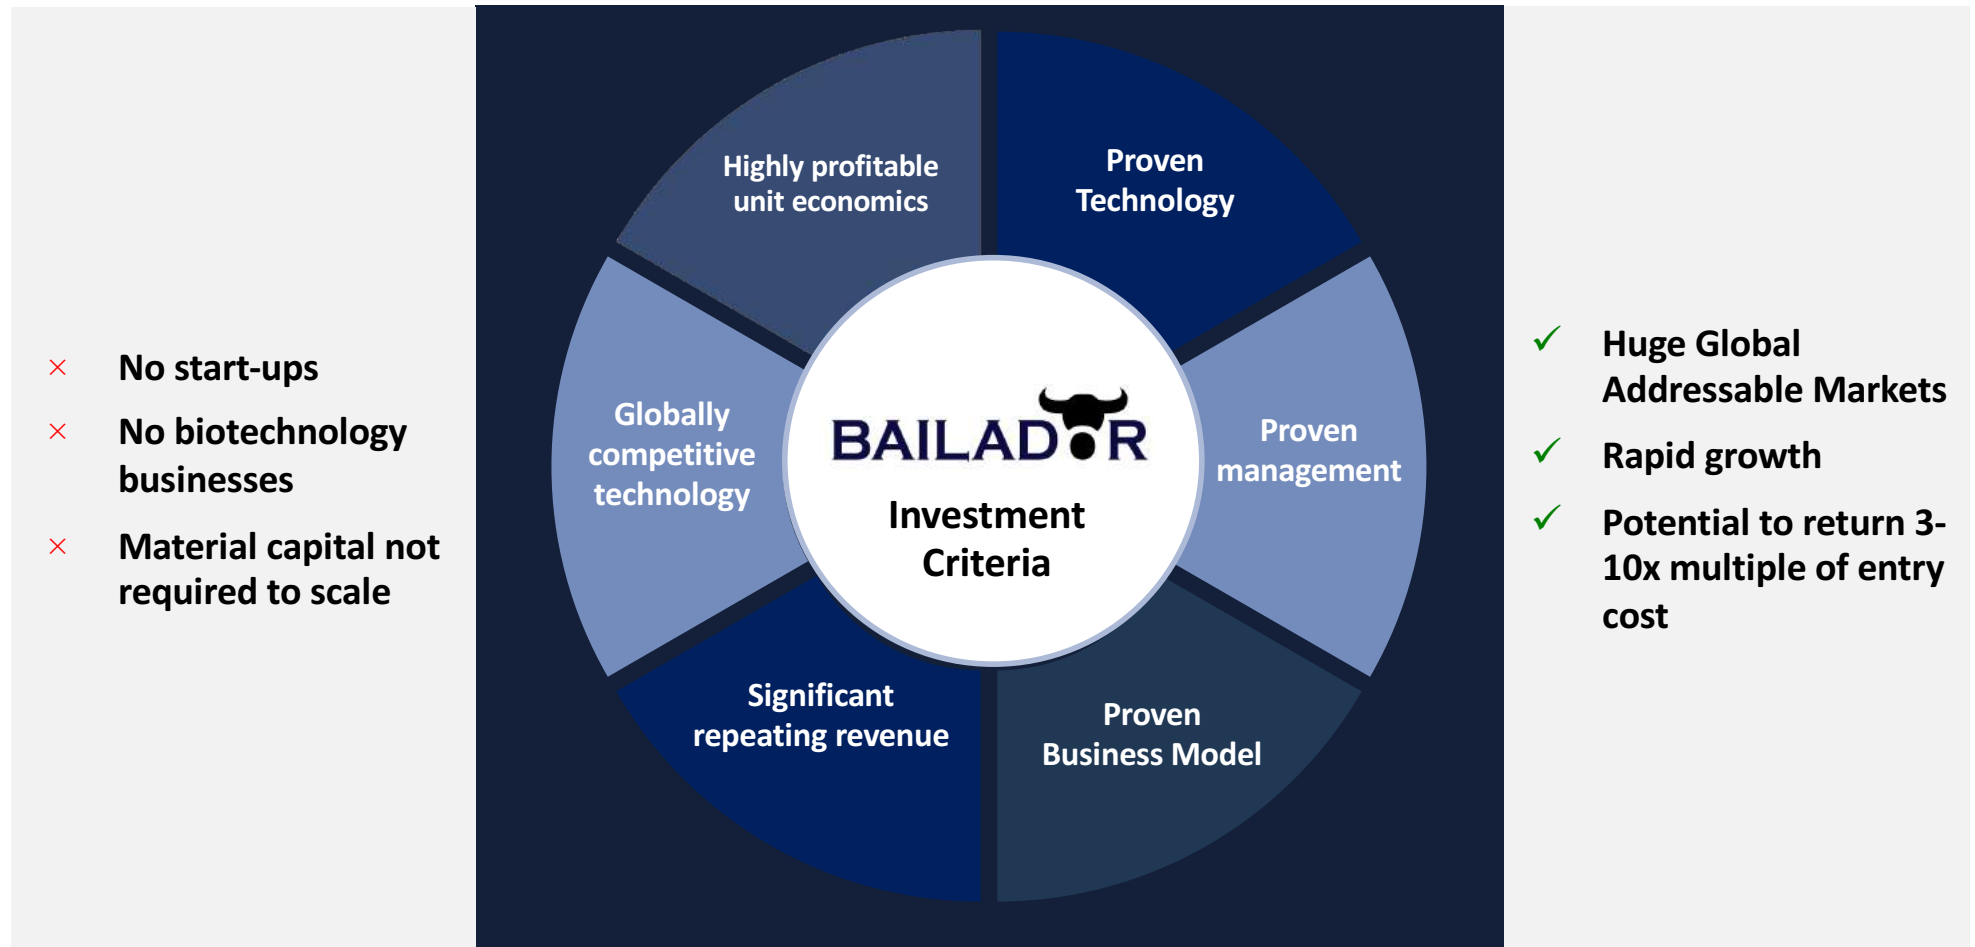 No start-ups
No biotechnology
businesses
Material capital not
required to scale
Highly profitable
unit economics
Proven
Technology
Globally
competitive
technology
BAILADOR
Investment
Criteria
Proven
management
Significant
repeating revenue
Proven
Business Model
Huge Global
Addressable Markets
Rapid growth
Potential to return 3-
10x multiple of entry
cost